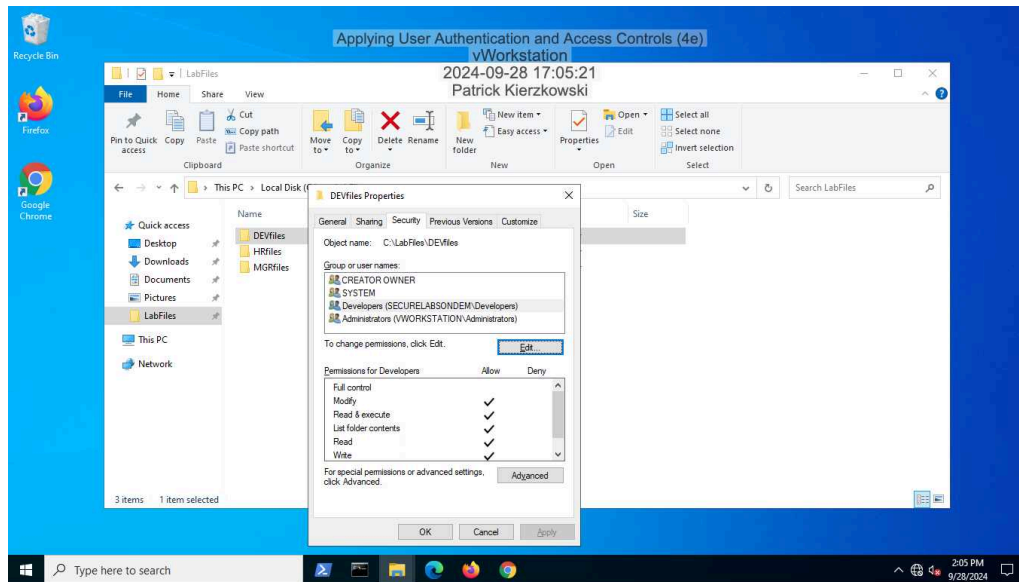 Recycle Bin
Firefox
Google
Chrome
Applying User Authentication and Access Controls (4e)
vWorkstation
2024-09-28 17:05:21
Patrick Kierzkowski
LabFiles
File Home Share View
Pin to Quick
access
Copy
Paste
Cut
Copy path
Paste shortcut
Clipboard
Move
to
Copy
to
Delete
Rename
Organize
New
folder
New item
Easy access
New
Properties
Open
Edit
Open
Select all
Select none
Invert selection
Select
This PC > Local Disk (
Search LabFiles
Quick access
Desktop
Downloads
Documents
Pictures
LabFiles
This PC
Network
Name
Size
DEVfiles
HRfiles
MGRfiles
3 items 1 item selected
DEVfiles Properties
General Sharing Security Previous Versions Customize
Object name: C:\LabFiles\DEVfiles
Group or user names:
CREATOR OWNER
SYSTEM
Developers (SECURELABSONDEM\Developers)
Administrators (VWORKSTATION\Administrators)
To change permissions, click Edit.
Edit...
Permissions for Developers Allow Deny
Full control
Modify
Read & execute
List folder contents
Read
Write
For special permissions or advanced settings,
click Advanced.
Advanced
OK Cancel Apply
Type here to search
2:05 PM
9/28/2024